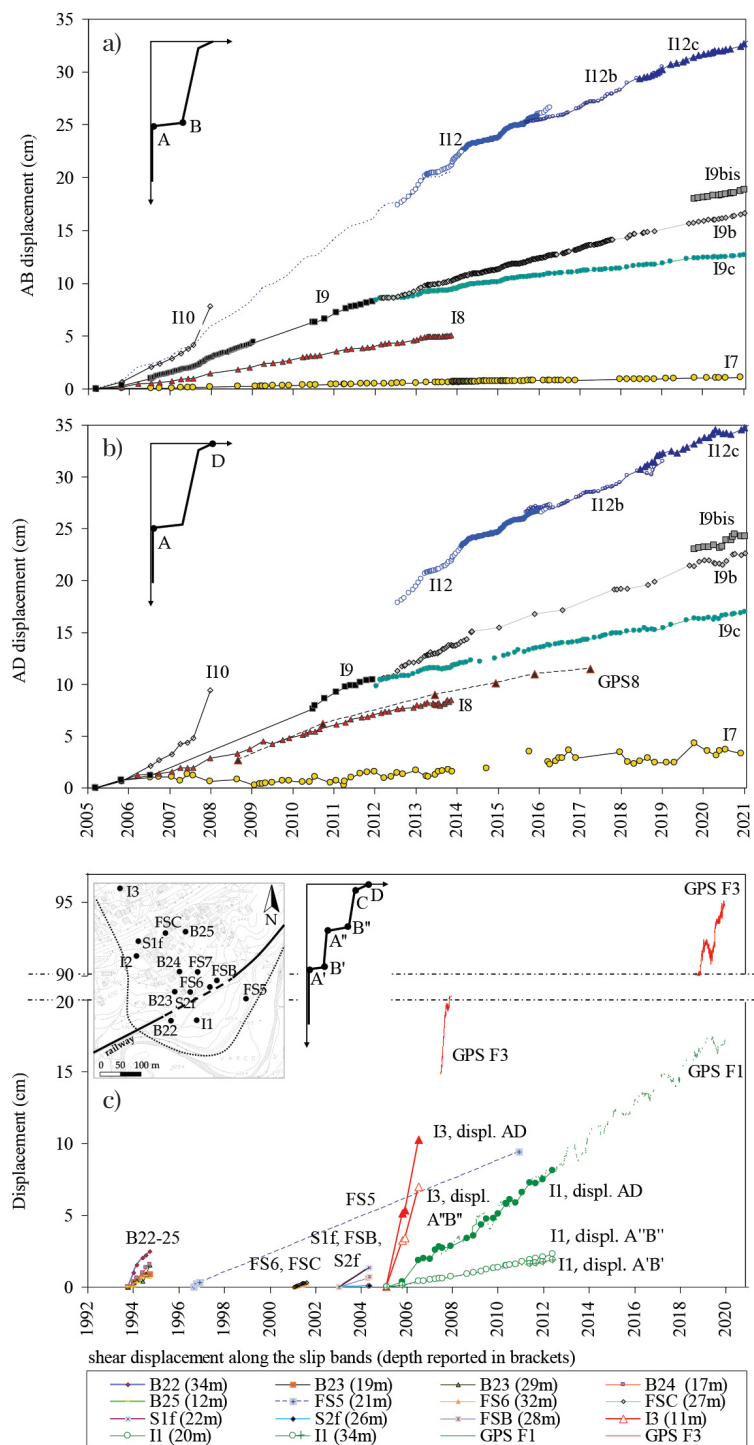 a)
35
30
25
20
15
10
5
0
AB displacement (cm)
A
B
I12c
I12b
I12
I9bis
I9b
I9c
I10
I9
I8
I7
b)
35
30
25
20
15
10
5
0
AD displacement (cm)
D
A
I12c
I12b
I12
I9bis
I9b
I9c
I10
I9
GPS8
I8
I7
2005
2006
2007
2008
2009
2010
2011
2012
2013
2014
2015
2016
2017
2018
2019
2020
2021
95
90
20
15
10
5
0
Displacement (cm)
I3
FSC
B25
S1f
I2
B24
FS7
FSB
FS6
B23
S2f
FS5
B22
I1
N
railway
0 50 100 m
C
D
A"
B"
A'
B'
c)
GPS F3
GPS F3
GPS F1
I3, displ. AD
I3, displ.
A"B"
I1, displ. AD
I1, displ. A"B"
I1, displ. A'B'
FS5
S1f, FSB,
S2f
FS6, FSC
B22-25
1992
1994
1996
1998
2000
2002
2004
2006
2008
2010
2012
2014
2016
2018
2020
shear displacement along the slip bands (depth reported in brackets)
B22 (34m) B23 (19m) B23 (29m) B24 (17m)
B25 (12m) FS5 (21m) FS6 (32m) FSC (27m)
S1f (22m) S2f (26m) FSB (28m) I3 (11m)
I1 (20m) I1 (34m) GPS F1 GPS F3